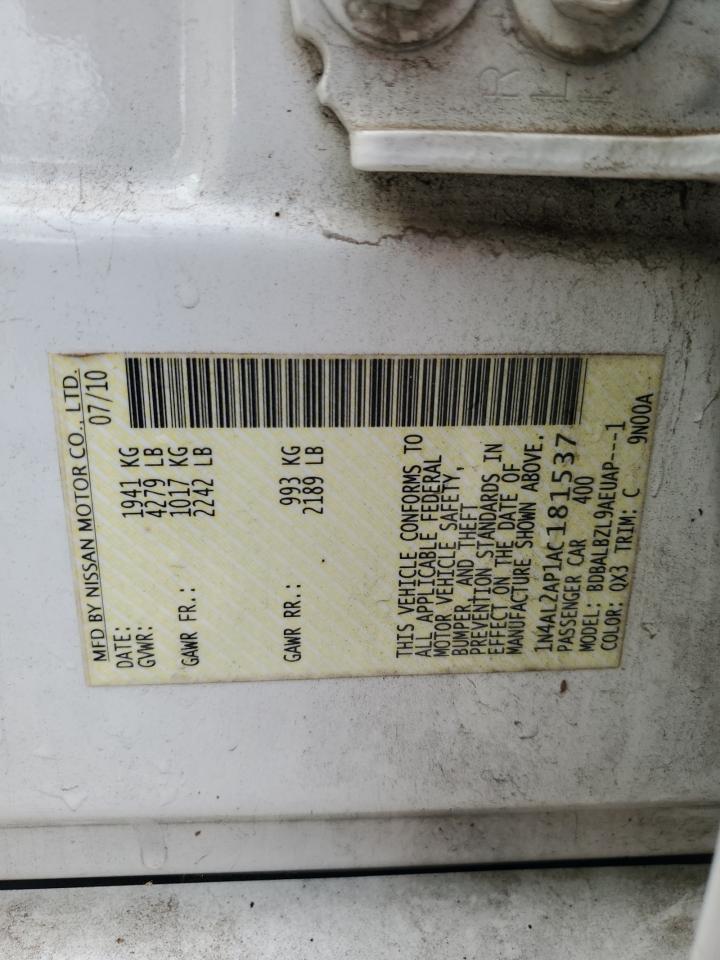 MFD BY NISSAN MOTOR CO., LTD.
DATE: 07/10
GVWR: 1941 KG
4279 LB
GAWR FR.: 1017 KG
2242 LB
GAWR RR.: 993 KG
2189 LB
THIS VEHICLE CONFORMS TO
ALL APPLICABLE FEDERAL
MOTOR VEHICLE SAFETY,
BUMPER, AND THEFT
PREVENTION STANDARDS IN
EFFECT ON THE DATE OF
MANUFACTURE SHOWN ABOVE.
1N4AL2AP1AC181537
PASSENGER CAR 400
MODEL: BDBALBZL9AEUAP---1
COLOR: QX3 TRIM: C 9N00A